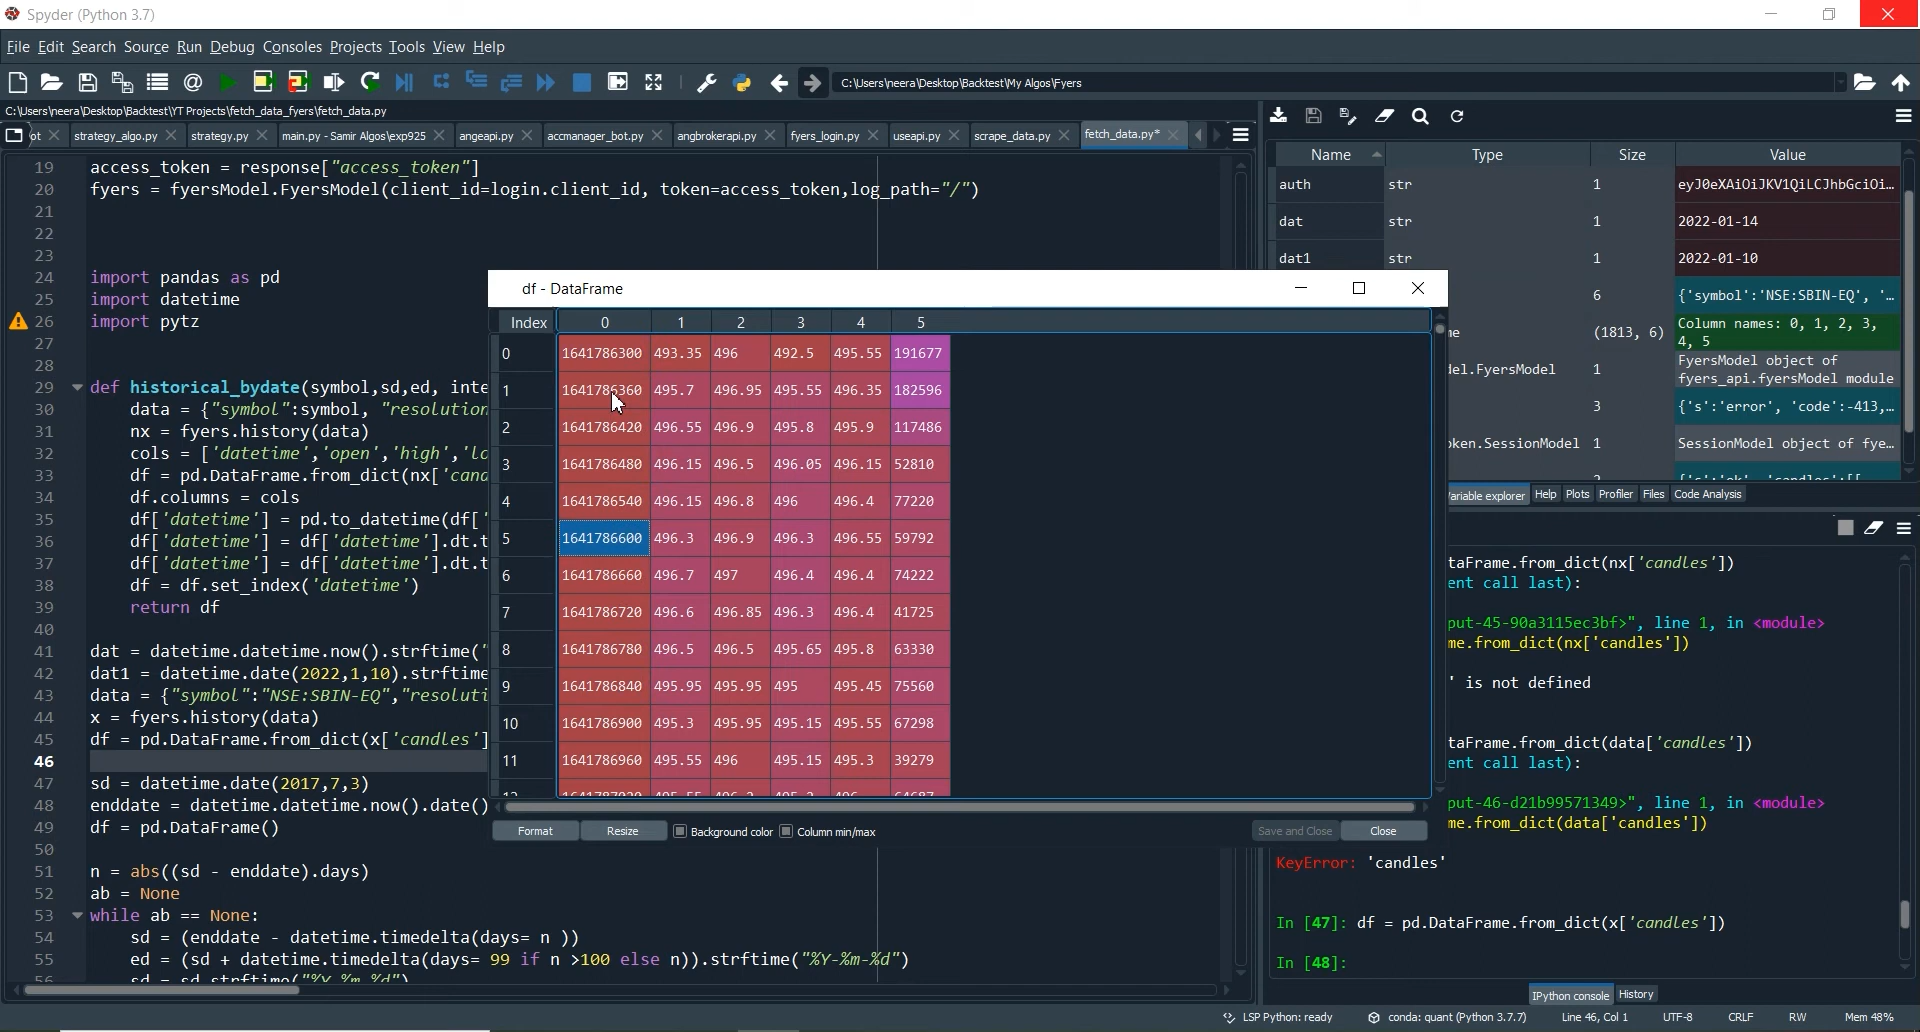 Spyder (Python 3.7)
File Edit Search Source Run Debug Consoles Projects Tools View Help
C:\Users\neera\Desktop\Backtest\My Algos\Fyers
C:\Users\neera\Desktop\Backtest\YT Projects\fetch_data_fyers\fetch_data.py
ot strategy_algo.py strategy.py main.py - Samir Algos\exp925 angeapi.py accmanager_bot.py angbrokerapi.py fyers_login.py useapi.py scrape_data.py fetch_data.py*
19 access_token = response["access_token"]
20 fyers = fyersModel.FyersModel(client_id=login.client_id, token=access_token,log_path="/")
21
22
23
24 import pandas as pd
25 import datetime
26 import pytz
27
28
29 def historical_bydate(symbol,sd,ed, inte
30 data = {"symbol":symbol, "resolution
31 nx = fyers.history(data)
32 cols = ['datetime','open','high','lo
33 df = pd.DataFrame.from_dict(nx['cand
34 df.columns = cols
35 df['datetime'] = pd.to_datetime(df['
36 df['datetime'] = df['datetime'].dt.t
37 df['datetime'] = df['datetime'].dt.t
38 df = df.set_index('datetime')
39 return df
40
41 dat = datetime.datetime.now().strftime("
42 dat1 = datetime.date(2022,1,10).strftime
43 data = {"symbol":"NSE:SBIN-EQ","resoluti
44 x = fyers.history(data)
45 df = pd.DataFrame.from_dict(x['candles']
46
47 sd = datetime.date(2017,7,3)
48 enddate = datetime.datetime.now().date()
49 df = pd.DataFrame()
50
51 n = abs((sd - enddate).days)
52 ab = None
53 while ab == None:
54 sd = (enddate - datetime.timedelta(days= n ))
55 ed = (sd + datetime.timedelta(days= 99 if n >100 else n)).strftime("%Y-%m-%d")
56 sd = sd.strftime("%Y-%m-%d")
df - DataFrame
Index 0 1 2 3 4 5
0 1641786300 493.35 496 492.5 495.55 191677
1 1641786360 495.7 496.95 495.55 496.35 182596
2 1641786420 496.55 496.9 495.8 495.9 117486
3 1641786480 496.15 496.5 496.05 496.15 52810
4 1641786540 496.15 496.8 496 496.4 77220
5 1641786600 496.3 496.9 496.3 496.55 59792
6 1641786660 496.7 497 496.4 496.4 74222
7 1641786720 496.6 496.85 496.3 496.4 41725
8 1641786780 496.5 496.5 495.65 495.8 63330
9 1641786840 495.95 495.95 495 495.45 75560
10 1641786900 495.3 495.95 495.15 495.55 67298
11 1641786960 495.55 496 495.15 495.3 39279
Format Resize Background color Column min/max Save and Close Close
Name Type Size Value
auth str 1 eyJ0eXAiOiJKV1QiLCJhbGciOi…
dat str 1 2022-01-14
dat1 str 1 2022-01-10
6 {'symbol':'NSE:SBIN-EQ', '…
me (1813, 6) Column names: 0, 1, 2, 3,
4, 5
del.FyersModel 1 FyersModel object of
fyers_api.fyersModel module
3 {'s':'error', 'code':-413,…
oken.SessionModel 1 SessionModel object of fye…
ariable explorer Help Plots Profiler Files Code Analysis
taFrame.from_dict(nx['candles'])
ent call last):
put-45-90a3115ec3bf>", line 1, in <module>
me.from_dict(nx['candles'])
' is not defined
taFrame.from_dict(data['candles'])
ent call last):
put-46-d21b99571349>", line 1, in <module>
me.from_dict(data['candles'])
KeyError: 'candles'
In [47]: df = pd.DataFrame.from_dict(x['candles'])
In [48]:
IPython console History
LSP Python: ready conda: quant (Python 3.7.7) Line 46, Col 1 UTF-8 CRLF RW Mem 48%